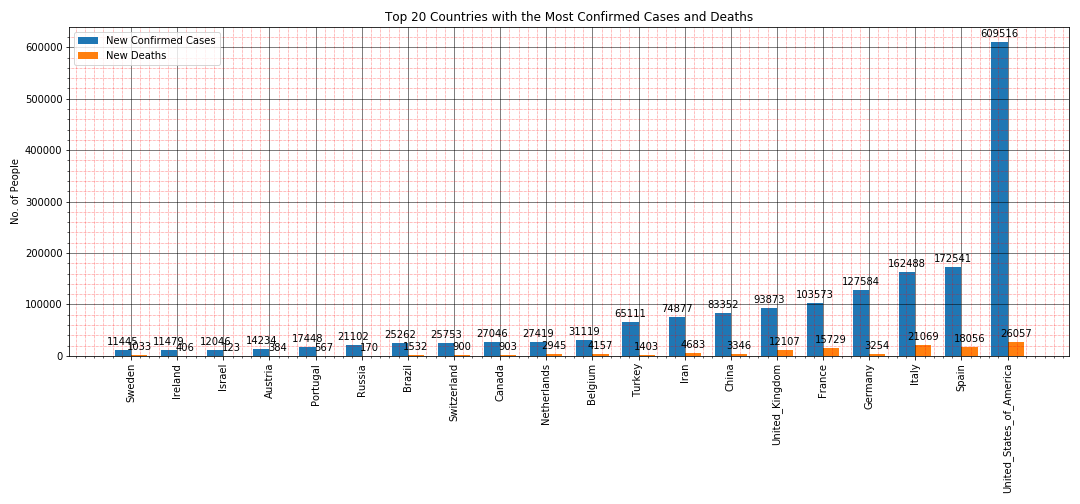 Top 20 Countries with the Most Confirmed Cases and Deaths
New Confirmed Cases
New Deaths
No. of People
600000
500000
400000
300000
200000
100000
0
11445
1033
11479
406
12046
123
14234
384
17448
567
21102
170
25262
1532
25753
900
27046
903
27419
2945
31119
4157
65111
1403
74877
4683
83352
3346
93873
12107
103573
15729
127584
3254
162488
21069
172541
18056
609516
26057
Sweden
Ireland
Israel
Austria
Portugal
Russia
Brazil
Switzerland
Canada
Netherlands
Belgium
Turkey
Iran
China
United_Kingdom
France
Germany
Italy
Spain
United_States_of_America